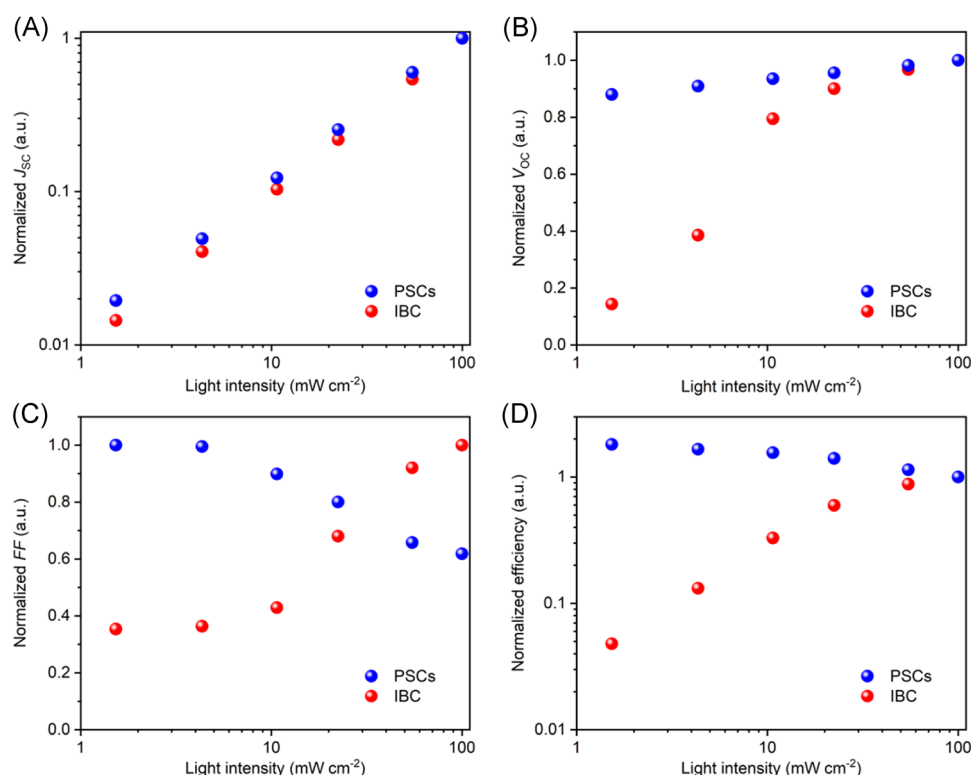 (A)
1
0.1
0.01
Normalized JSC (a.u.)
PSCs
IBC
1
10
100
Light intensity (mW cm-2)
(B)
1.0
0.8
0.6
0.4
0.2
0.0
Normalized VOC (a.u.)
PSCs
IBC
1
10
100
Light intensity (mW cm-2)
(C)
1.0
0.8
0.6
0.4
0.2
0.0
Normalized FF (a.u.)
PSCs
IBC
1
10
100
Light intensity (mW cm-2)
(D)
1
0.1
0.01
Normalized efficiency (a.u.)
PSCs
IBC
1
10
100
Light intensity (mW cm-2)